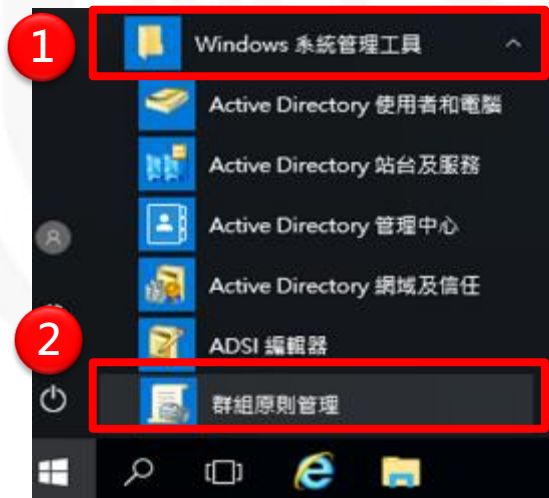 1
Windows 系統管理工具
Active Directory 使用者和電腦
Active Directory 站台及服務
Active Directory 管理中心
Active Directory 網域及信任
2
ADSI 編輯器
群組原則管理